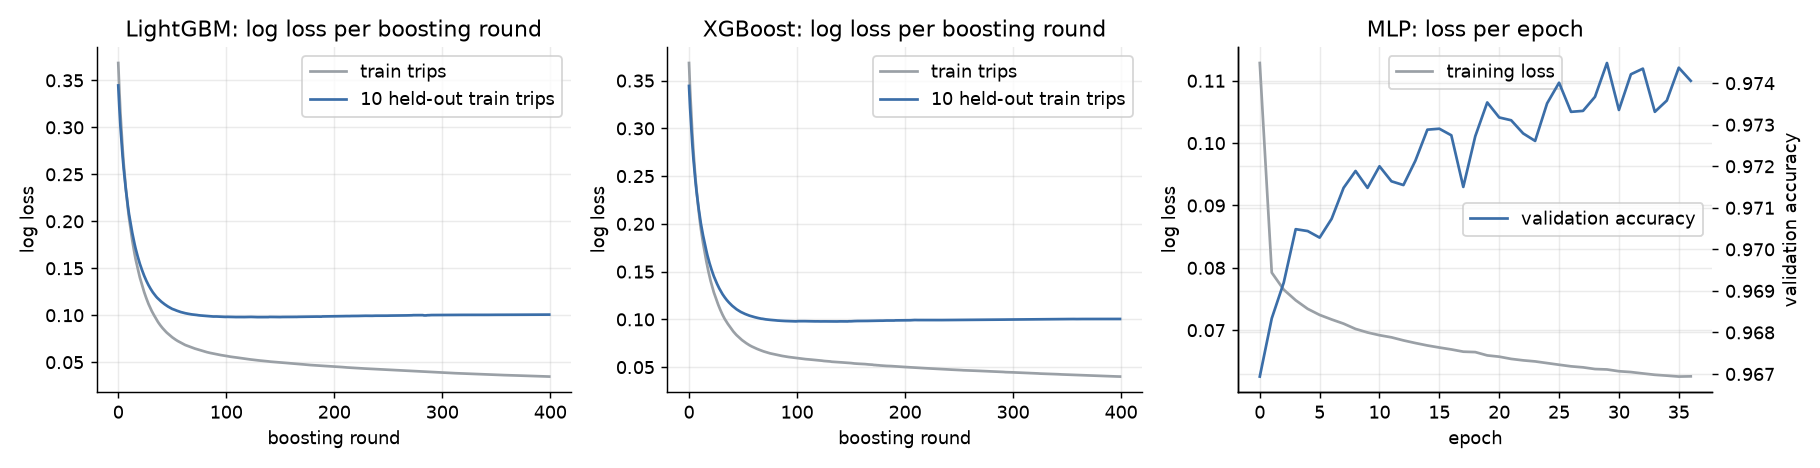 LightGBM: log loss per boosting round
log loss
0.35
0.30
0.25
0.20
0.15
0.10
0.05
train trips
10 held-out train trips
0 100 200 300 400
boosting round
XGBoost: log loss per boosting round
log loss
0.35
0.30
0.25
0.20
0.15
0.10
0.05
train trips
10 held-out train trips
0 100 200 300 400
boosting round
MLP: loss per epoch
log loss
0.11
0.10
0.09
0.08
0.07
training loss
validation accuracy
0 5 10 15 20 25 30 35
epoch
0.974
0.973
0.972
0.971
0.970
0.969
0.968
0.967
validation accuracy